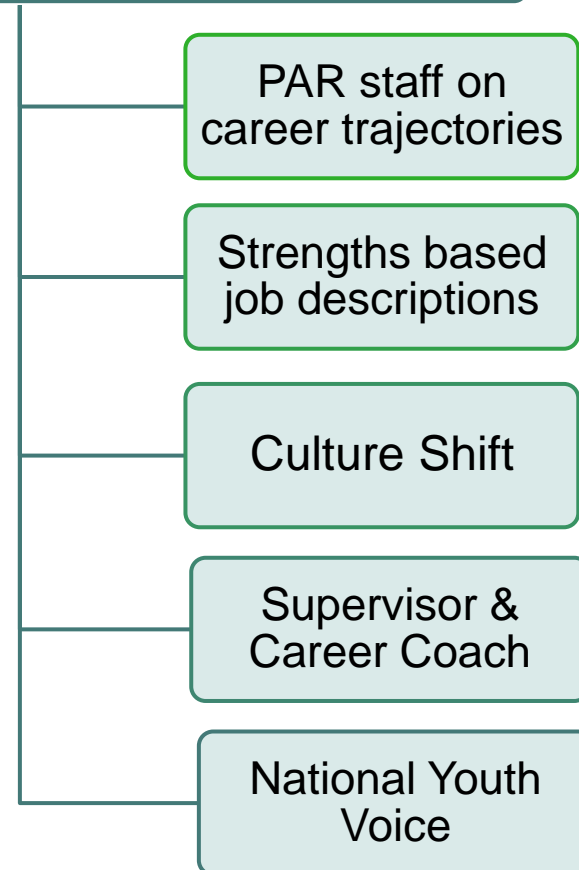 PAR staff on
career trajectories
Strengths based
job descriptions
Culture Shift
Supervisor &
Career Coach
National Youth
Voice